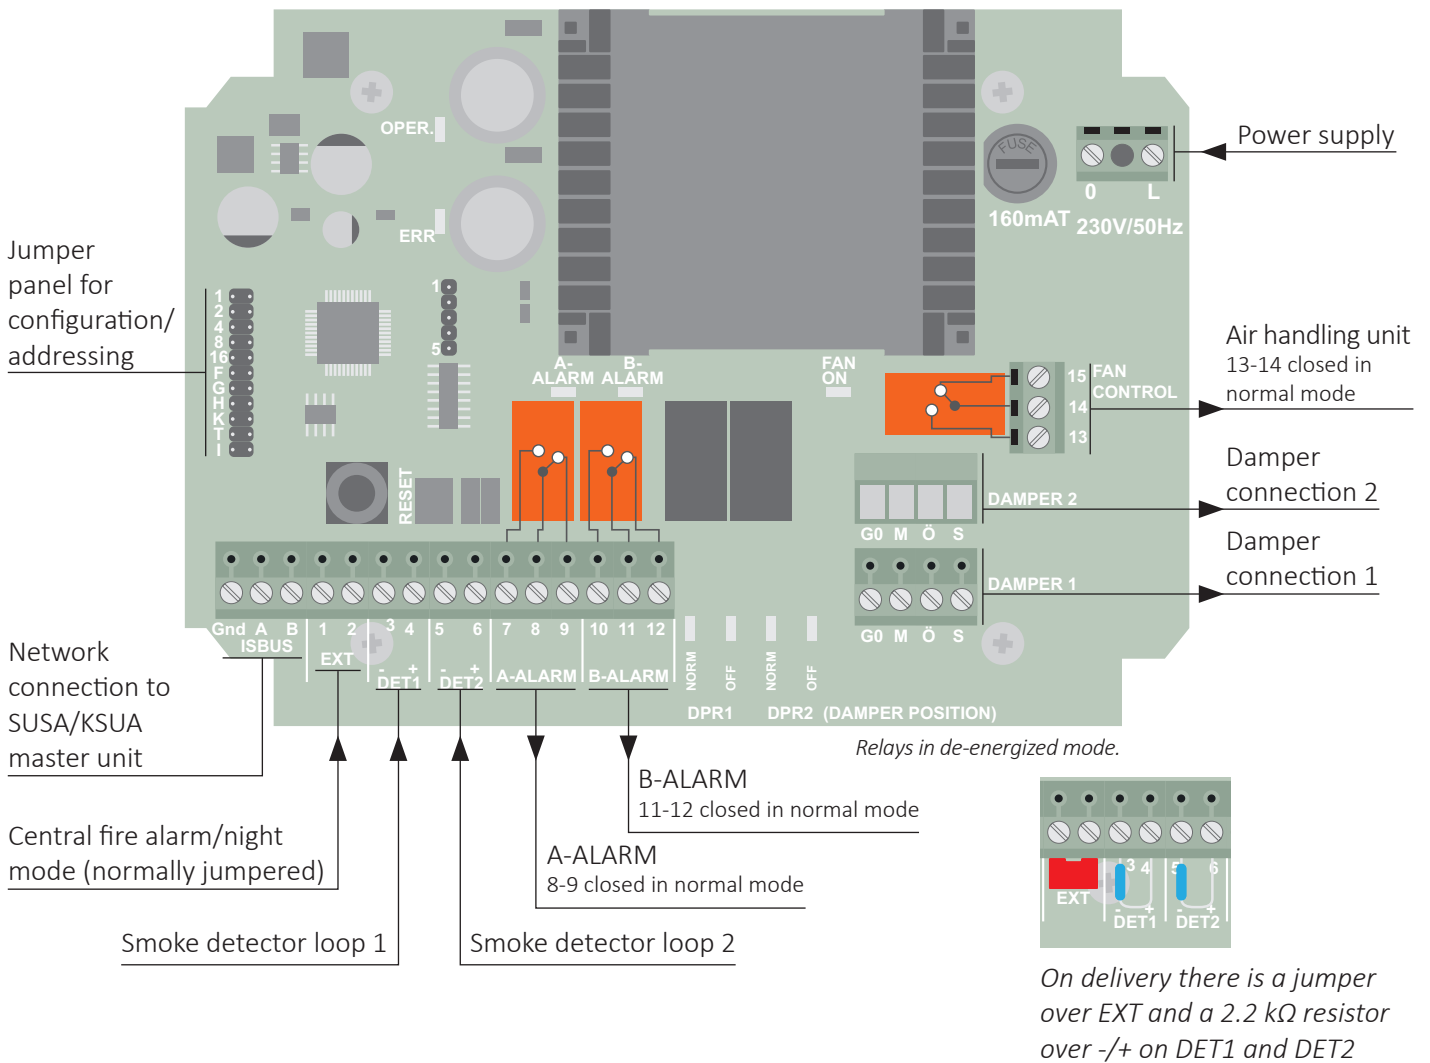 OPER.
ERR
FUSE
160mAT
0 L
230V/50Hz
Power supply
Jumper
panel for
configuration/
addressing
1
2
4
8
16
F
G
H
K
T
I
1
5
A-
ALARM
B-
ALARM
FAN
ON
15
14
13
FAN
CONTROL
Air handling unit
13-14 closed in
normal mode
RESET
DAMPER 2
G0 M Ö S
Damper
connection 2
DAMPER 1
G0 M Ö S
Damper
connection 1
Gnd A B 1 2 3 4 5 6 7 8 9 10 11 12
ISBUS
EXT
- +
DET1
- +
DET2
A-ALARM
B-ALARM
NORM
OFF
NORM
OFF
DPR1 DPR2 (DAMPER POSITION)
Relays in de-energized mode.
Network
connection to
SUSA/KSUA
master unit
Central fire alarm/night
mode (normally jumpered)
B-ALARM
11-12 closed in normal mode
A-ALARM
8-9 closed in normal mode
Smoke detector loop 1
Smoke detector loop 2
3 4 5 6
EXT
- +
DET1
- +
DET2
On delivery there is a jumper
over EXT and a 2.2 kΩ resistor
over -/+ on DET1 and DET2